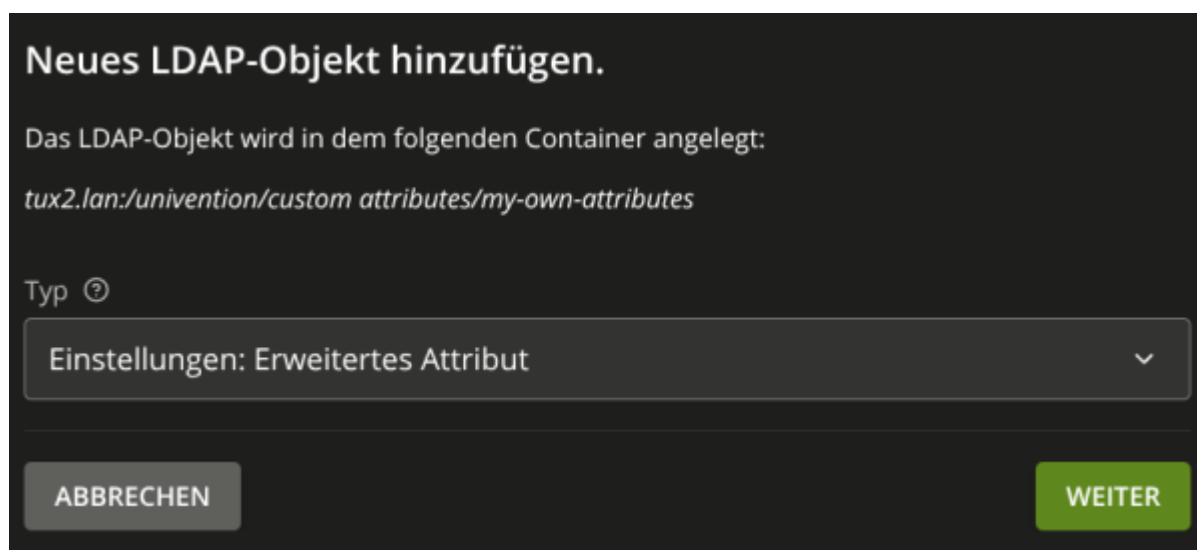 Neues LDAP-Objekt hinzufügen.
Das LDAP-Objekt wird in dem folgenden Container angelegt:
tux2.lan:/univention/custom attributes/my-own-attributes
Typ
Einstellungen: Erweitertes Attribut
ABBRECHEN
WEITER